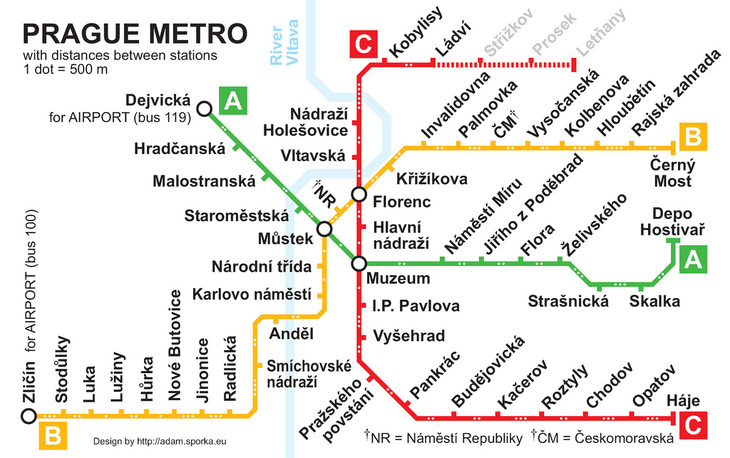 PRAGUE METRO
with distances between stations
1 dot = 500 m
River
Vltava
C
Kobylisy
Ládví
Střížkov
Prosek
Letňany
Dejvická
for AIRPORT (bus 119)
A
Hradčanská
Malostranská
Staroměstská
Můstek
Nádraží
Holešovice
Vltavská
†NR
Florenc
Křižíkova
Invalidovna
Palmovka
ČM†
Vysočanská
Kolbenova
Hloubětín
Rajská zahrada
B
Černý
Most
Hlavní
nádraží
Muzeum
Náměstí Míru
Jiřího z Poděbrad
Flora
Želivského
Strašnická
Skalka
Depo
Hostivař
A
Národní třída
Karlovo náměstí
Anděl
Smíchovské
nádraží
Radlická
Jinonice
Nové Butovice
Hůrka
Lužiny
Luka
Stodůlky
Zličín for AIRPORT (bus 100)
B
I.P. Pavlova
Vyšehrad
Pražského
povstání
Pankrác
Budějovická
Kačerov
Roztyly
Chodov
Opatov
Háje
C
Design by http://adam.sporka.eu
†NR = Náměstí Republiky †ČM = Českomoravská